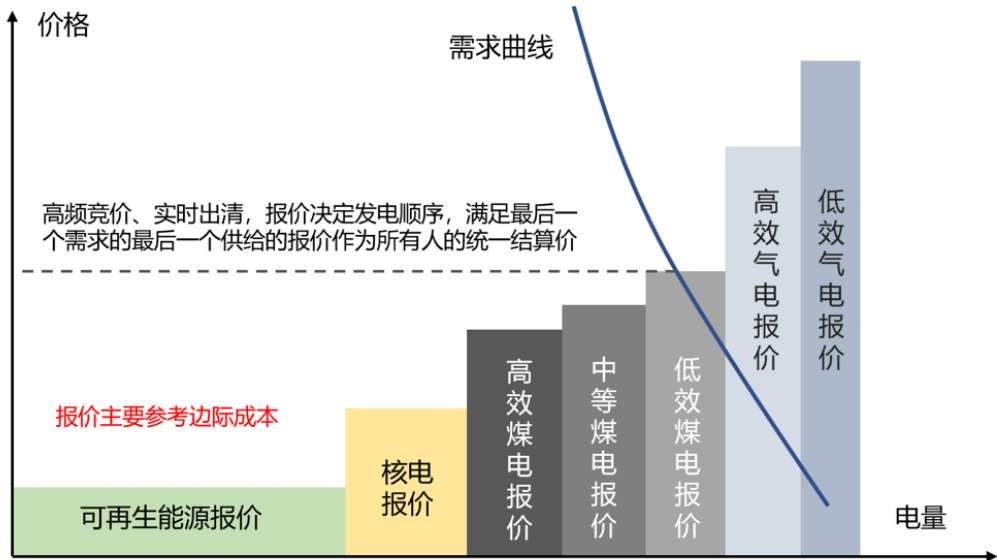 价格
需求曲线
高频竞价、实时出清，报价决定发电顺序，满足最后一
个需求的最后一个供给的报价作为所有人的统一结算价
报价主要参考边际成本
可再生能源报价
核电
报价
高效煤电报价
中等煤电报价
低效煤电报价
高效气电报价
低效气电报价
电量